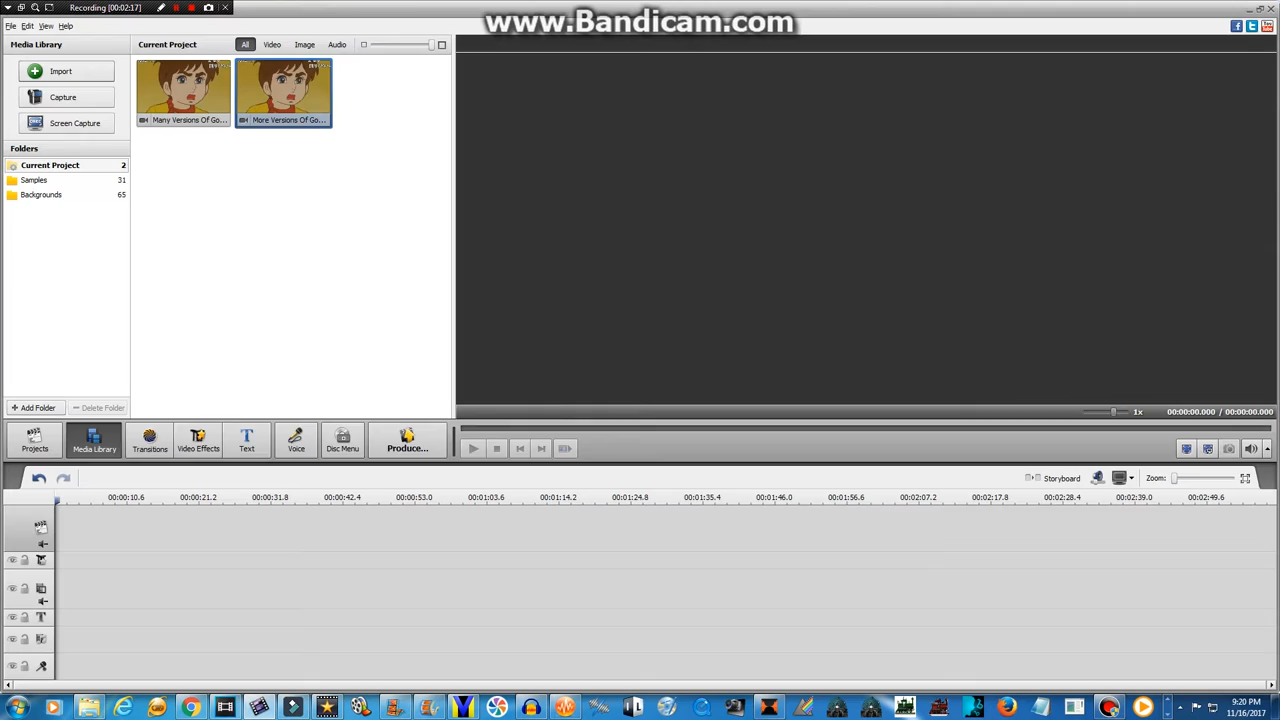 Recording [00:02:17]
www.Bandicam.com
File Edit View Help
Media Library
Current Project
All Video Image Audio
Import
Capture
Screen Capture
Many Versions Of Go...
More Versions Of Go...
Folders
Current Project 2
Samples 31
Backgrounds 65
+ Add Folder
− Delete Folder
1x 00:00:00.000 / 00:00:00.000
Projects
Media Library
Transitions
Video Effects
Text
Voice
Disc Menu
Produce...
Storyboard
Zoom:
00:00:10.6 00:00:21.2 00:00:31.8 00:00:42.4 00:00:53.0 00:01:03.6 00:01:14.2 00:01:24.8 00:01:35.4 00:01:46.0 00:01:56.6 00:02:07.2 00:02:17.8 00:02:28.4 00:02:39.0 00:02:49.6
T
9:20 PM
11/16/2017